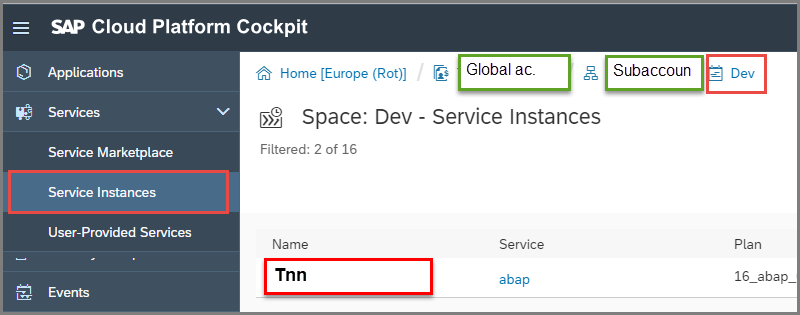 SAP Cloud Platform Cockpit
Applications
Services
Service Marketplace
Service Instances
User-Provided Services
Events
Home [Europe (Rot)] / Global ac. Subaccoun Dev
Space: Dev - Service Instances
Filtered: 2 of 16
Name Service Plan
Tnn abap 16_abap_